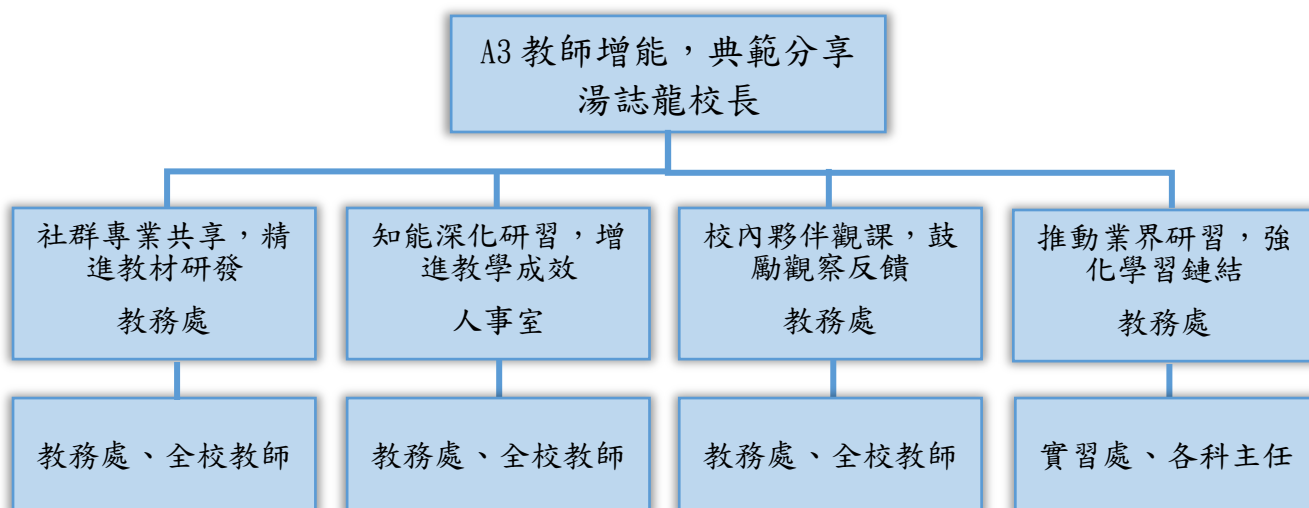 A3教師增能，典範分享
湯誌龍校長
社群專業共享，精
進教材研發
教務處
知能深化研習，增
進教學成效
人事室
校內夥伴觀課，鼓
勵觀察反饋
教務處
推動業界研習，強
化學習鏈結
教務處
教務處、全校教師
教務處、全校教師
教務處、全校教師
實習處、各科主任